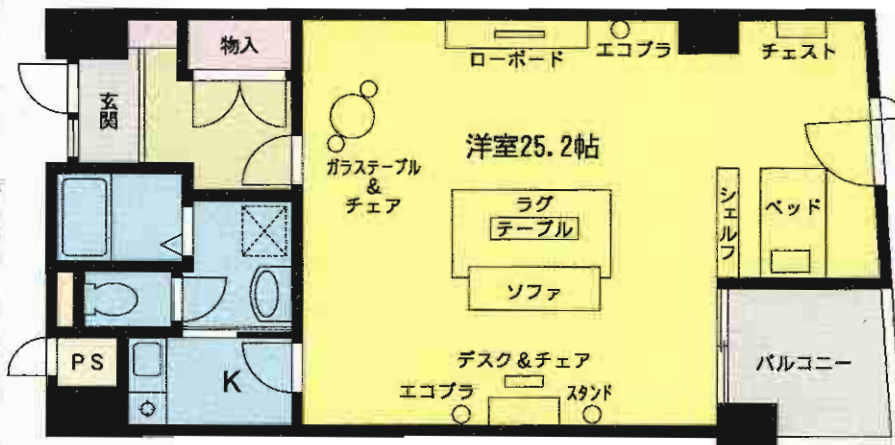 物入
ローボード
エコプラ
チェスト
玄関
洋室25.2帖
ガラステーブル
&
チェア
ラグ
テーブル
シェルフ
ベッド
ソファ
PS
K
デスク&チェア
エコプラ
スタンド
バルコニー